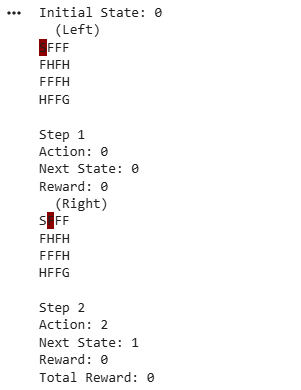 Initial State: 0
(Left)
FFF
FHFH
FFFH
HFFG
Step 1
Action: 0
Next State: 0
Reward: 0
(Right)
SFFF
FHFH
FFFH
HFFG
Step 2
Action: 2
Next State: 1
Reward: 0
Total Reward: 0